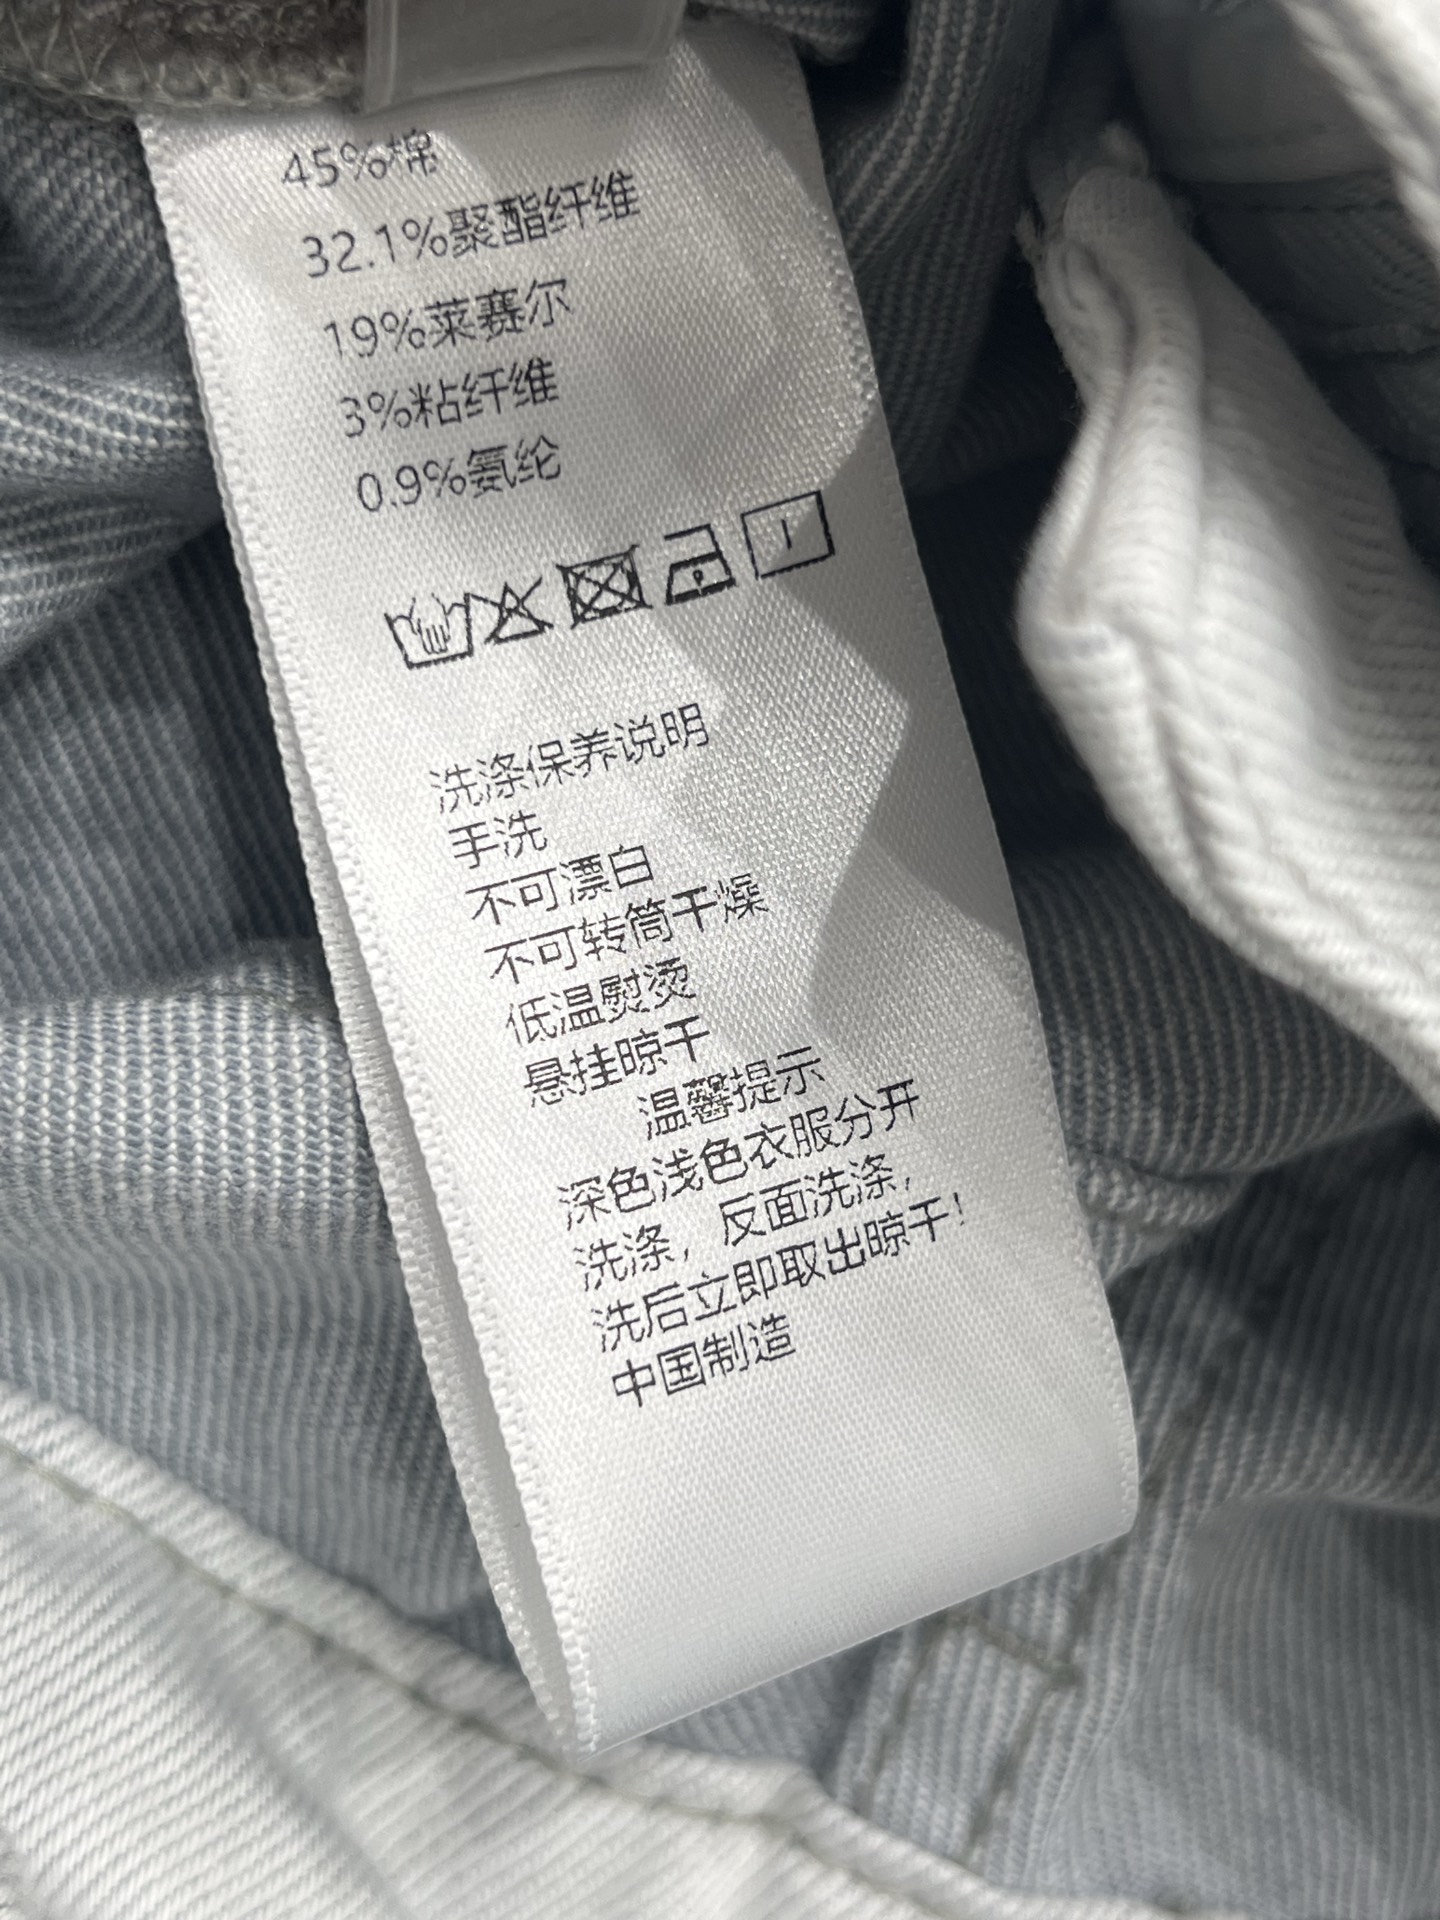 45%棉
32.1%聚酯纤维
19%莱赛尔
3%粘纤维
0.9%氨纶
洗涤保养说明
手洗
不可漂白
不可转筒干燥
低温熨烫
悬挂晾干
温馨提示
深色浅色衣服分开
洗涤，反面洗涤，
洗后立即取出晾干！
中国制造